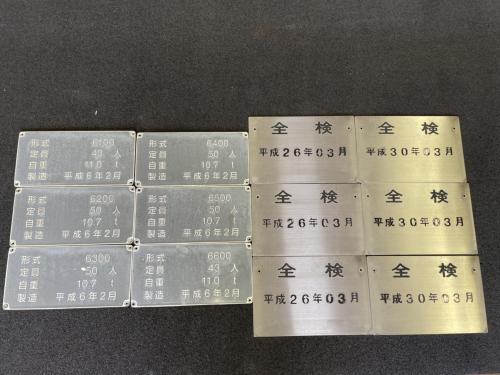 形式 6100
定員 43 人
自重 11.0 t
製造 平成6年2月
形式 6400
定員 50 人
自重 10.7 t
製造 平成6年2月
全検
平成26年03月
全検
平成30年03月
形式 6200
定員 50 人
自重 10.7 t
製造 平成6年2月
形式 6500
定員 50 人
自重 10.7 t
製造 平成6年2月
全検
平成26年03月
全検
平成30年03月
形式 6300
定員 50 人
自重 10.7 t
製造 平成6年2月
形式 6600
定員 43 人
自重 11.0 t
製造 平成6年2月
全検
平成26年03月
全検
平成30年03月